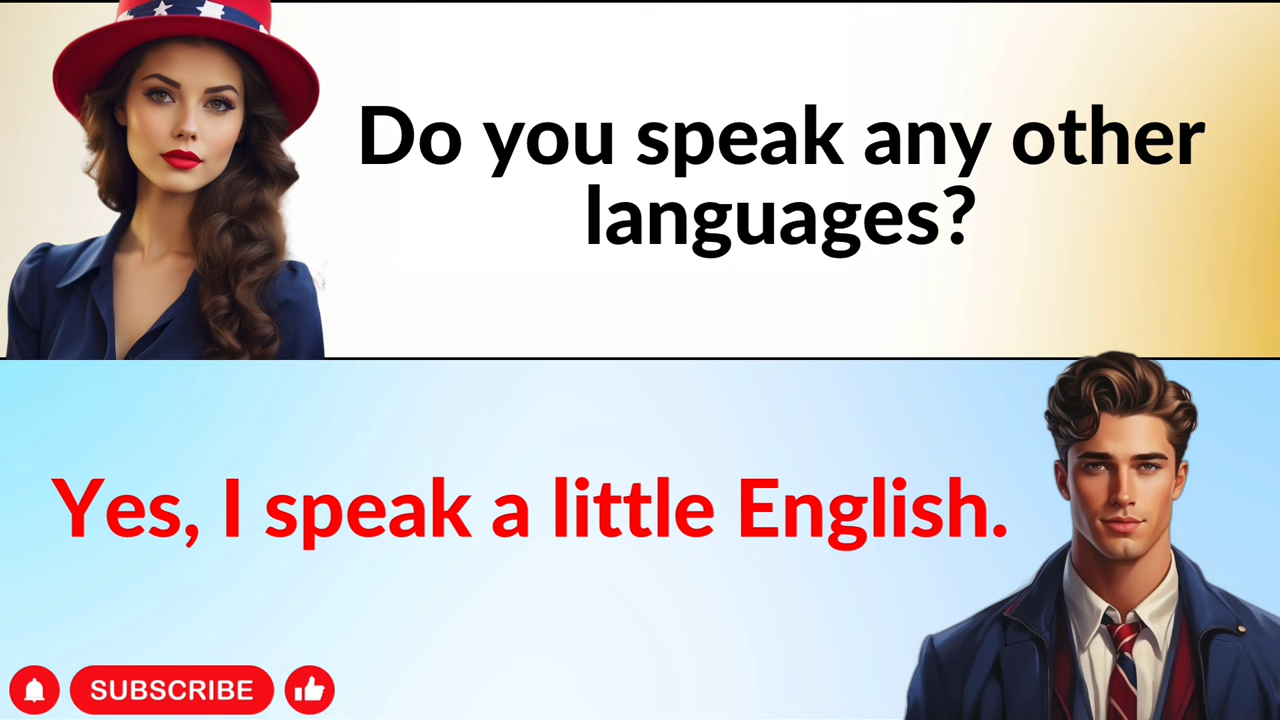 Do you speak any other
languages?
Yes, I speak a little English.
SUBSCRIBE